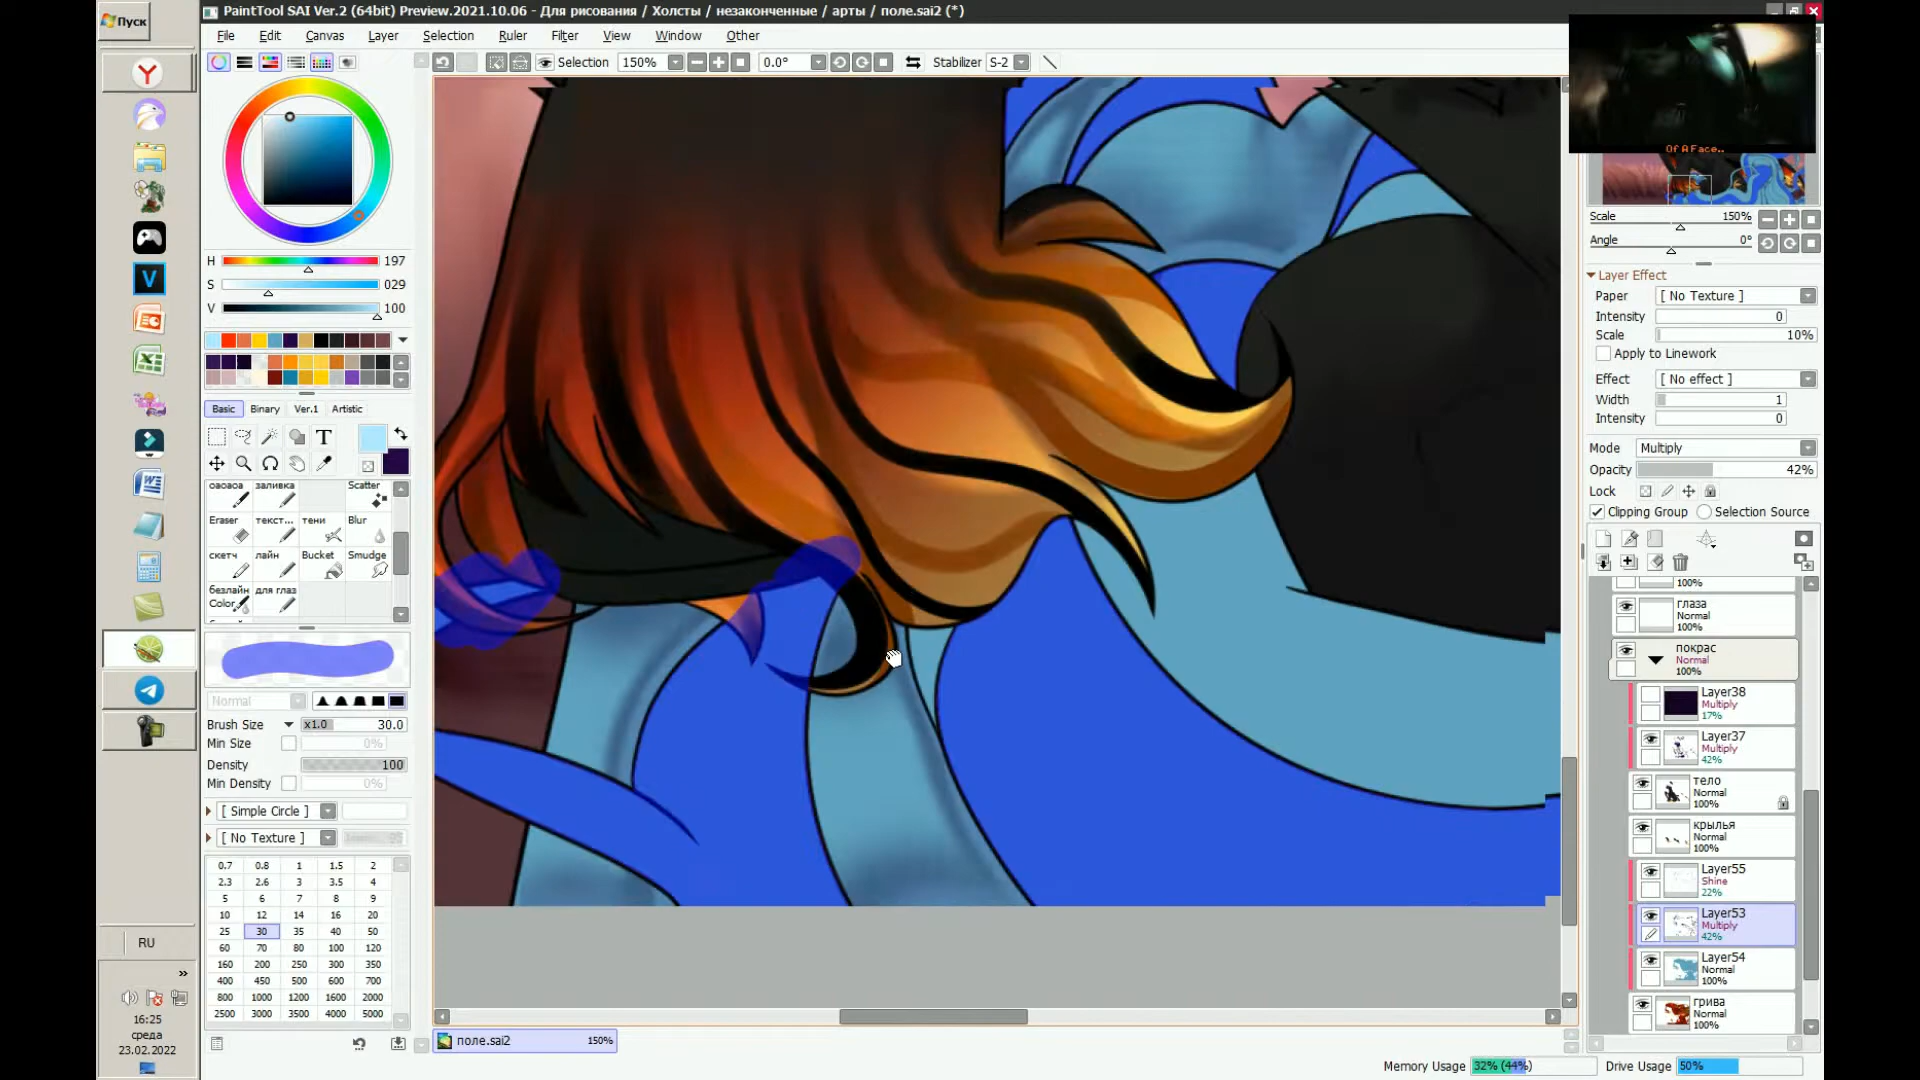 Пуск
PaintTool SAI Ver.2 (64bit) Preview.2021.10.06 - Для рисования / Холсты / незаконченные / арты / поле.sai2 (*)
File Edit Canvas Layer Selection Ruler Filter View Window Other
Selection 150% 0.0° Stabilizer S-2
Of A Face..
H 197
S 029
V 100
Basic Binary Ver.1 Artistic
T
оаоаоа заливка Scatter
Eraser текст... тени Blur
скетч лайн Bucket Smudge
безлайн для глаз
Color
Normal
Brush Size x1.0 30.0
Min Size 0%
Density 100
Min Density 0%
[ Simple Circle ]
[ No Texture ]
0.7 0.8 1 1.5 2
2.3 2.6 3 3.5 4
5 6 7 8 9
10 12 14 16 20
25 30 35 40 50
60 70 80 100 120
160 200 250 300 350
400 450 500 600 700
800 1000 1200 1600 2000
2500 3000 3500 4000 5000
Scale 150%
Angle 0°
Layer Effect
Paper [ No Texture ]
Intensity 0
Scale 10%
Apply to Linework
Effect [ No effect ]
Width 1
Intensity 0
Mode Multiply
Opacity 42%
Lock
Clipping Group Selection Source
100%
глаза
Normal
100%
покрас
Normal
100%
Layer38
Multiply
17%
Layer37
Multiply
42%
тело
Normal
100%
крылья
Normal
100%
Layer55
Shine
22%
Layer53
Multiply
42%
Layer54
Normal
100%
грива
Normal
100%
RU
16:25
среда
23.02.2022
поле.sai2 150%
Memory Usage 32% (44%) Drive Usage 50%